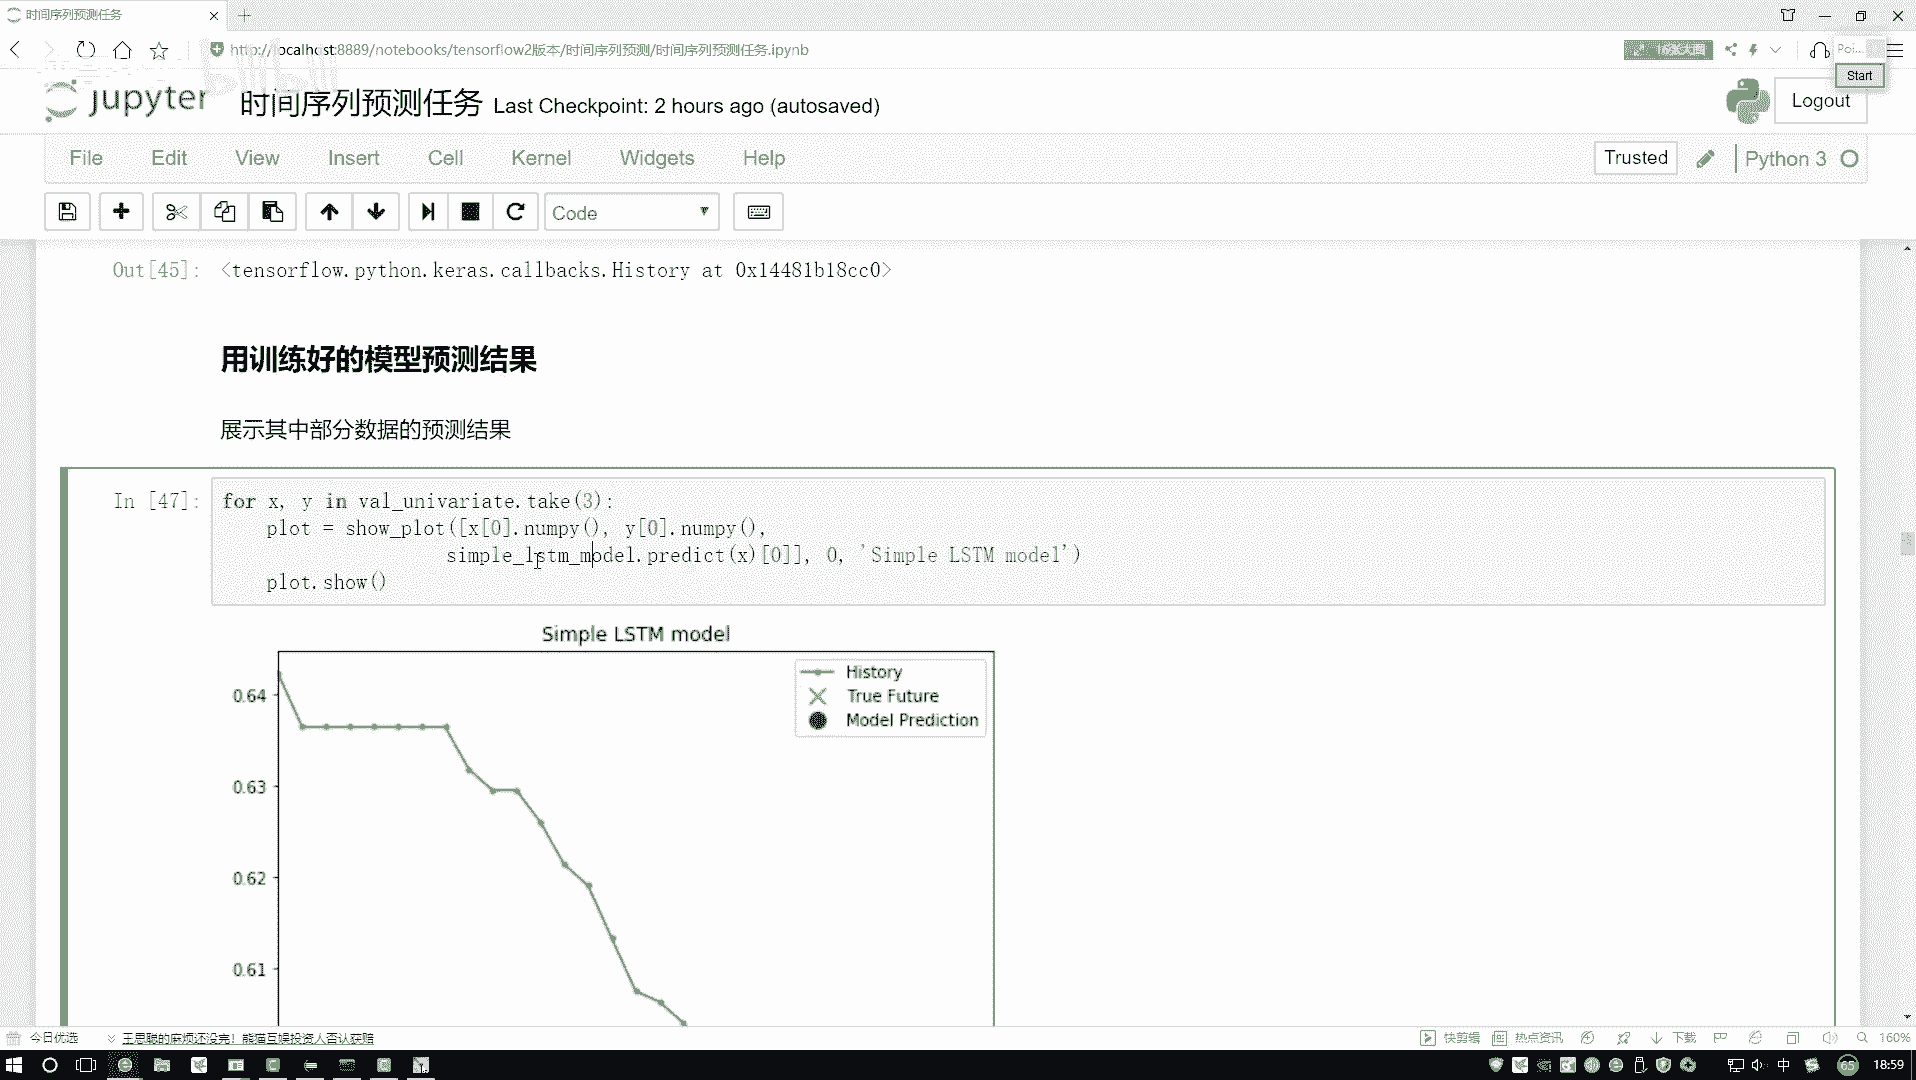 时间序列预测任务
http://localhost:8889/notebooks/tensorflow2版本/时间序列预测/时间序列预测任务.ipynb
16张大图
Poi...
Start
jupyter 时间序列预测任务 Last Checkpoint: 2 hours ago (autosaved)
Logout
File Edit View Insert Cell Kernel Widgets Help
Trusted Python 3
Code
Out[45]: <tensorflow.python.keras.callbacks.History at 0x14481b18cc0>
用训练好的模型预测结果
展示其中部分数据的预测结果
In [47]: for x, y in val_univariate.take(3):
plot = show_plot([x[0].numpy(), y[0].numpy(),
simple_lstm_model.predict(x)[0]], 0, 'Simple LSTM model')
plot.show()
Simple LSTM model
History
True Future
Model Prediction
0.64
0.63
0.62
0.61
今日优选 王思聪的麻烦还没完！熊猫互娱投资人否认获赔
快剪辑 热点资讯 下载 160%
中 65 18:59